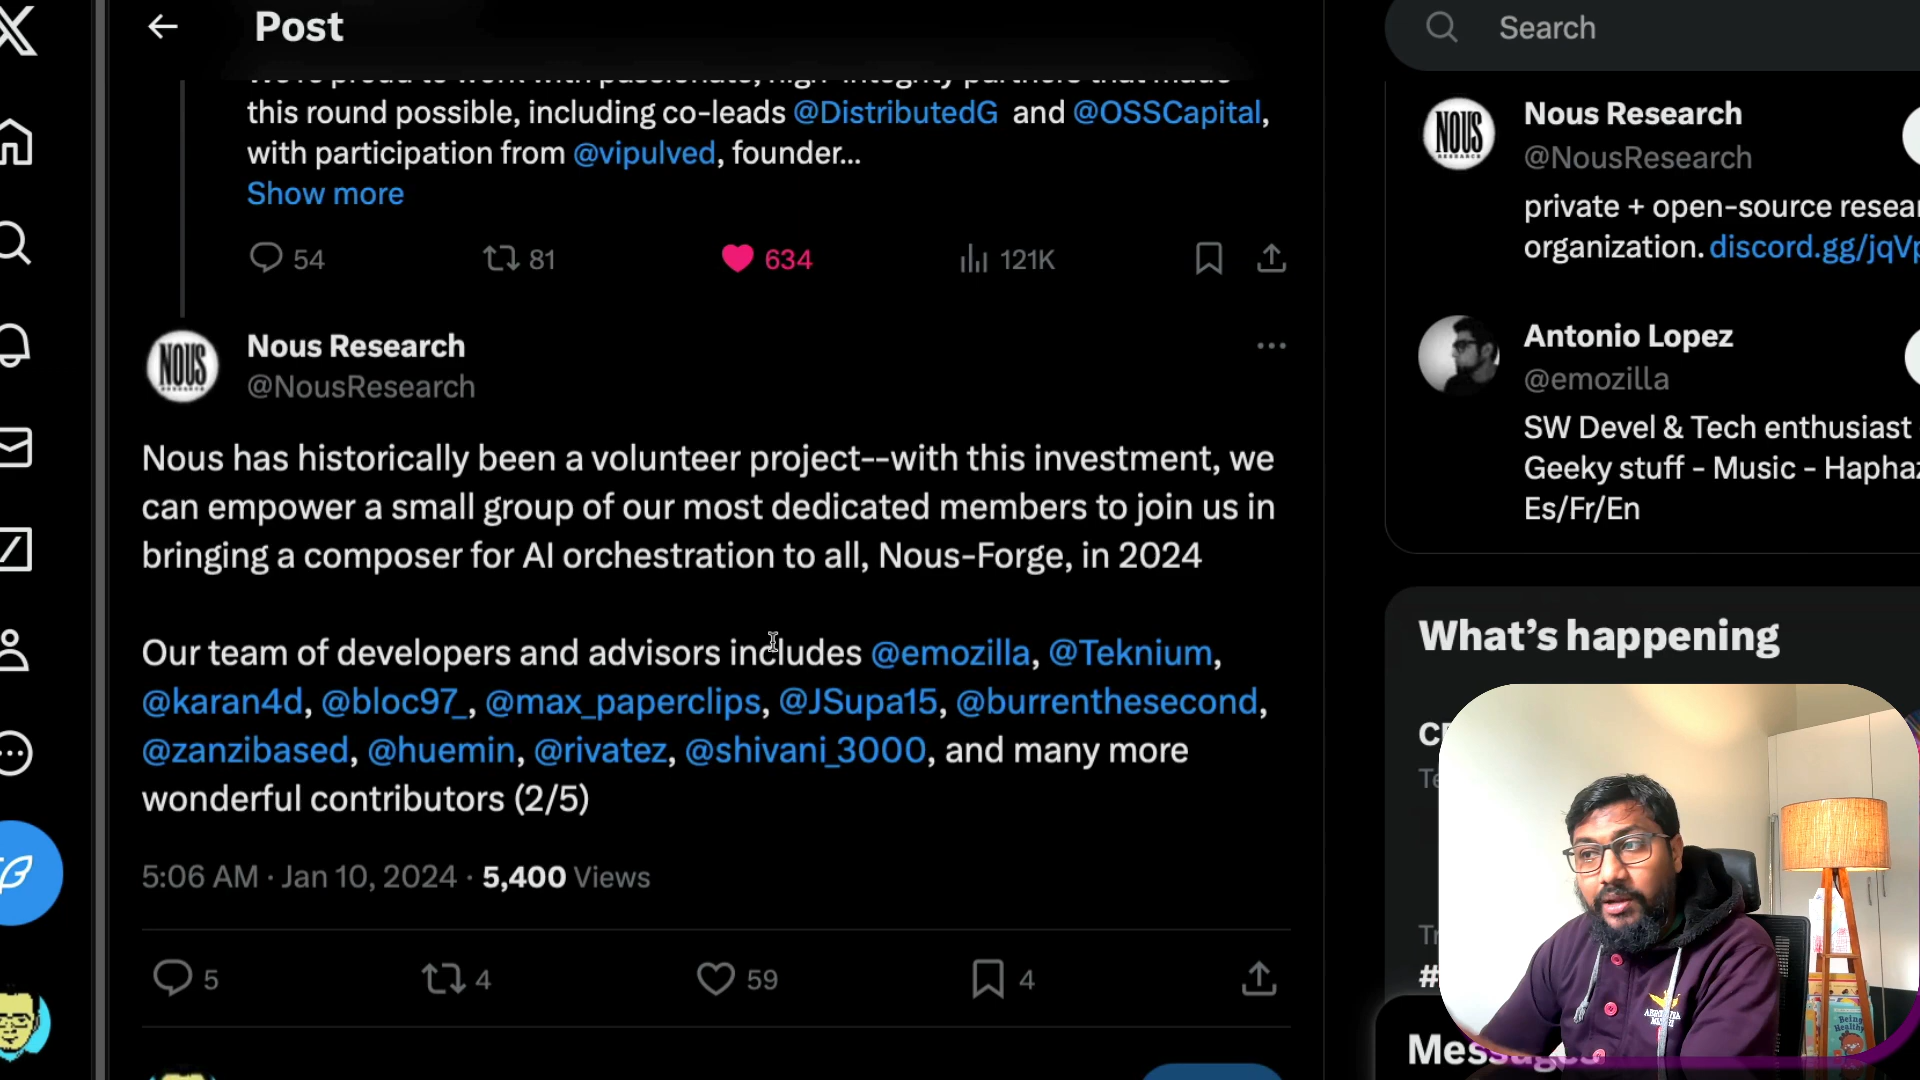 Post
this round possible, including co-leads @DistributedG and @OSSCapital,
with participation from @vipulved, founder...
Show more
54
81
634
121K
NOUS
Nous Research
@NousResearch
Nous has historically been a volunteer project--with this investment, we
can empower a small group of our most dedicated members to join us in
bringing a composer for AI orchestration to all, Nous-Forge, in 2024
Our team of developers and advisors includes @emozilla, @Teknium,
@karan4d, @bloc97_, @max_paperclips, @JSupa15, @burrenthesecond,
@zanzibased, @huemin, @rivatez, @shivani_3000, and many more
wonderful contributors (2/5)
5:06 AM · Jan 10, 2024 · 5,400 Views
5
4
59
4
Search
NOUS
Nous Research
@NousResearch
private + open-source
organization. discord.gg/jqVp
Antonio Lopez
@emozilla
SW Devel & Tech enthusiast
Geeky stuff - Music -
Es/Fr/En
What's happening
Messages